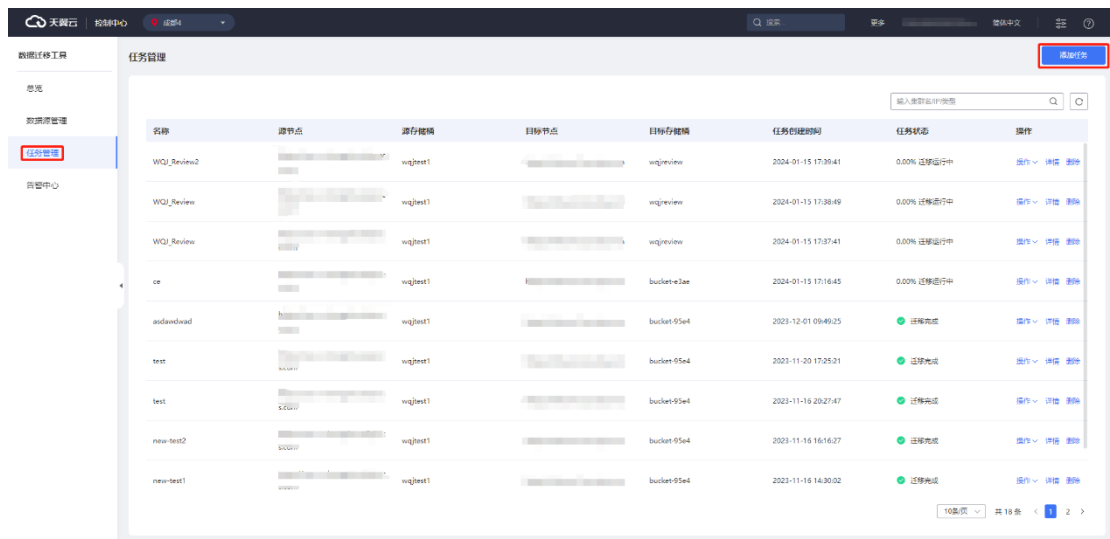 天翼云 控制中心 成都4 搜索... 更多 简体中文
数据迁移工具
总览
数据源管理
任务管理
告警中心
任务管理 添加任务
输入类群名/IP/类型
名称 源节点 源存储桶 目标节点 目标存储桶 任务创建时间 任务状态 操作
WQJ_Review2 wqjtest1 wqjreview 2024-01-15 17:39:41 0.00% 迁移运行中 操作 详情 删除
WQJ_Review wqjtest1 wqjreview 2024-01-15 17:38:49 0.00% 迁移运行中 操作 详情 删除
WQJ_Review wqjtest1 wqjreview 2024-01-15 17:37:41 0.00% 迁移运行中 操作 详情 删除
ce wqjtest1 bucket-e3ae 2024-01-15 17:16:45 0.00% 迁移运行中 操作 详情 删除
asdawdwad wqjtest1 bucket-95e4 2023-12-01 09:49:25 迁移完成 操作 详情 删除
test wqjtest1 bucket-95e4 2023-11-20 17:25:21 迁移完成 操作 详情 删除
test wqjtest1 bucket-95e4 2023-11-16 20:27:47 迁移完成 操作 详情 删除
new-test2 wqjtest1 bucket-95e4 2023-11-16 16:16:27 迁移完成 操作 详情 删除
new-test1 wqjtest1 bucket-95e4 2023-11-16 14:30:02 迁移完成 操作 详情 删除
10条/页 共 18 条 1 2